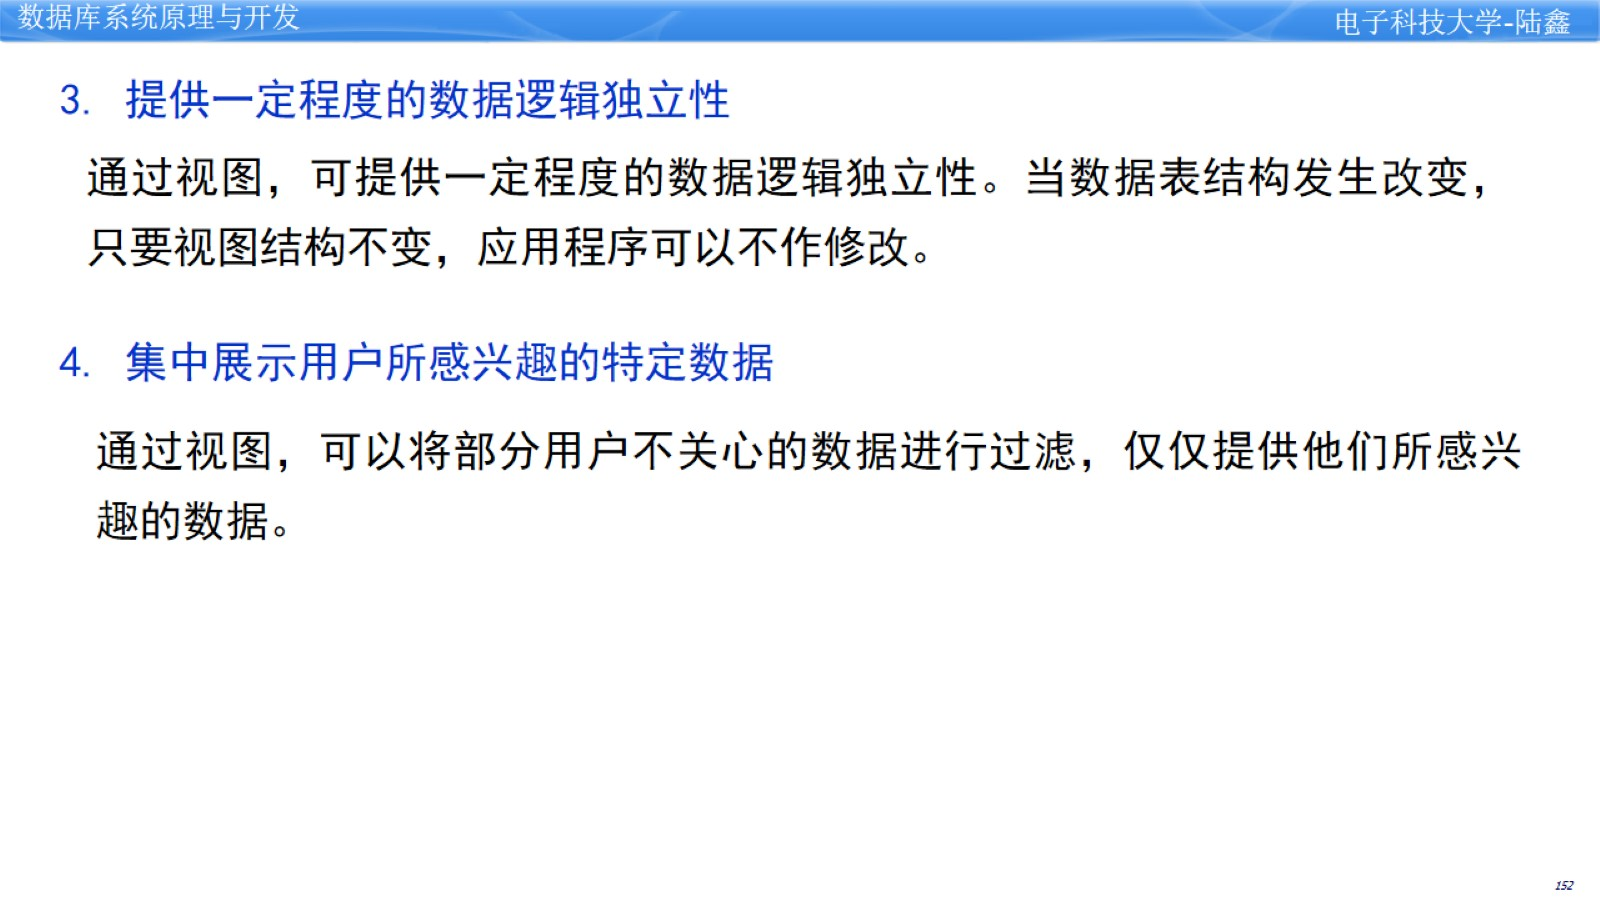 数据库系统原理与开发
电子科技大学-陆鑫
3. 提供一定程度的数据逻辑独立性
通过视图，可提供一定程度的数据逻辑独立性。当数据表结构发生改变，
只要视图结构不变，应用程序可以不作修改。
4. 集中展示用户所感兴趣的特定数据
通过视图，可以将部分用户不关心的数据进行过滤，仅仅提供他们所感兴
趣的数据。
152